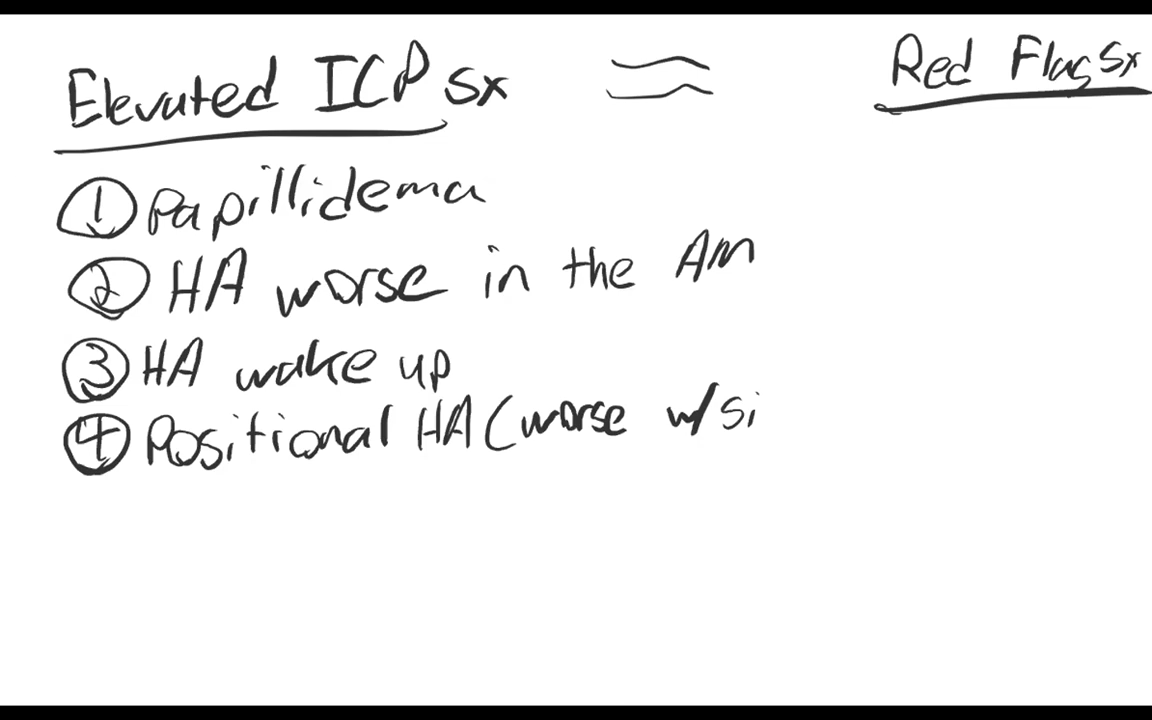 Elevated ICP Sx ≈ Red Flag Sx
① Papillidema
② HA worse in the AM
③ HA wake up
④ Positional HA (worse w/ si